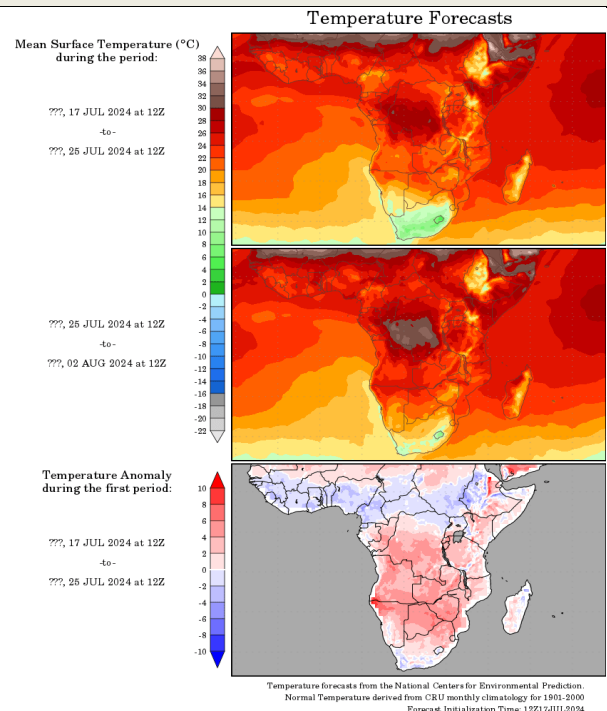 Temperature Forecasts
Mean Surface Temperature (°C)
during the period:
???, 17 JUL 2024 at 12Z
-to-
???, 25 JUL 2024 at 12Z
38
36
34
32
30
28
26
24
22
20
18
16
14
12
10
8
6
4
2
0
-2
-4
-6
-8
-10
-12
-14
-16
-18
-20
-22
???, 25 JUL 2024 at 12Z
-to-
???, 02 AUG 2024 at 12Z
Temperature Anomaly
during the first period:
???, 17 JUL 2024 at 12Z
-to-
???, 25 JUL 2024 at 12Z
10
8
6
4
2
0
-2
-4
-6
-8
-10
Temperature forecasts from the National Centers for Environmental Prediction.
Normal Temperature derived from CRU monthly climatology for 1901-2000
Forecast Initialization Time: 12Z17JUL2024